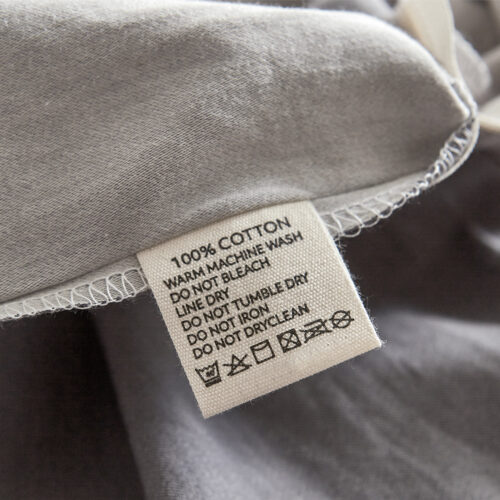 100% COTTON
WARM MACHINE WASH
DO NOT BLEACH
LINE DRY
DO NOT TUMBLE DRY
DO NOT IRON
DO NOT DRYCLEAN